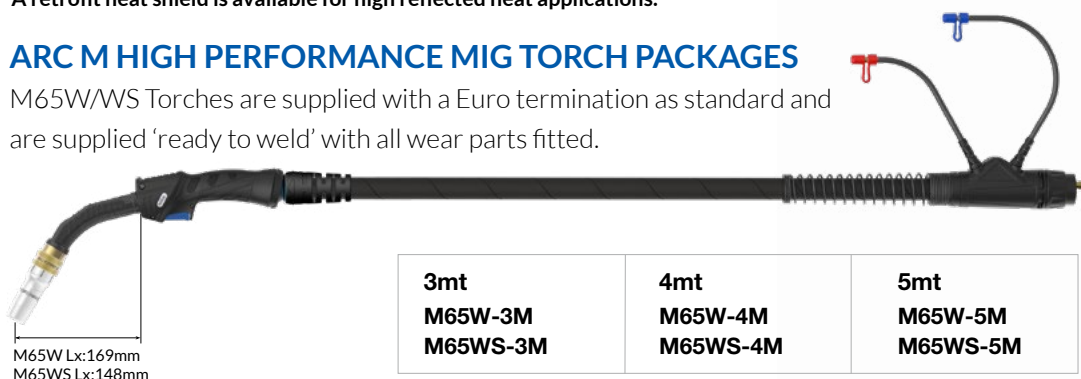 A retrofit heat shield is available for high reflected heat applications.
ARC M HIGH PERFORMANCE MIG TORCH PACKAGES
M65W/WS Torches are supplied with a Euro termination as standard and
are supplied ‘ready to weld’ with all wear parts fitted.
3mt
M65W-3M
M65WS-3M
4mt
M65W-4M
M65WS-4M
5mt
M65W-5M
M65WS-5M
M65W Lx:169mm
M65WS Lx:148mm